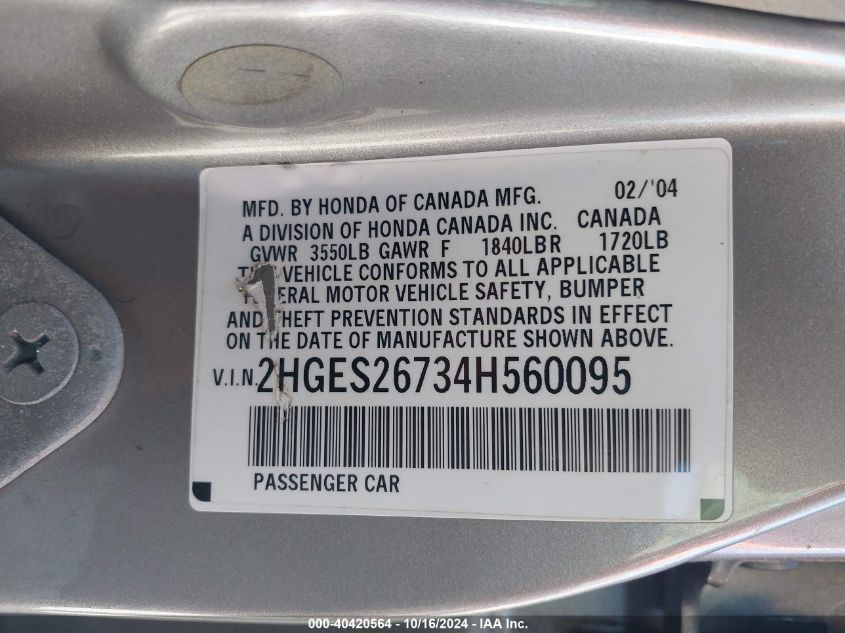 MFD. BY HONDA OF CANADA MFG. 02/'04
A DIVISION OF HONDA CANADA INC. CANADA
GVWR 3550LB GAWR F 1840LBR 1720LB
VEHICLE CONFORMS TO ALL APPLICABLE
MOTOR VEHICLE SAFETY, BUMPER
AND THEFT PREVENTION STANDARDS IN EFFECT
ON THE DATE OF MANUFACTURE SHOWN ABOVE.
V.I.N. 2HGES26734H560095
PASSENGER CAR
000-40420564 - 10/16/2024 - IAA Inc.